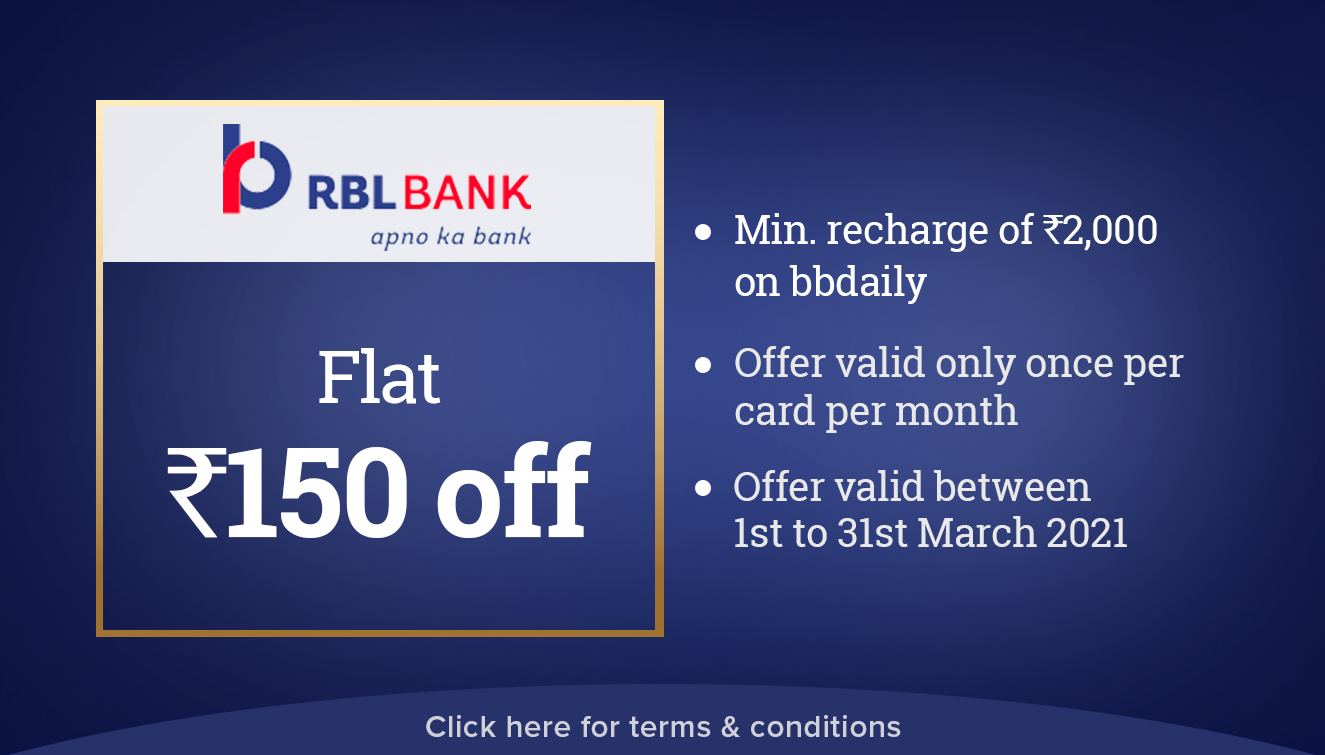 RBL BANK
apno ka bank
Flat
₹150 off
• Min. recharge of ₹2,000
on bbdaily
• Offer valid only once per
card per month
• Offer valid between
1st to 31st March 2021
Click here for terms & conditions